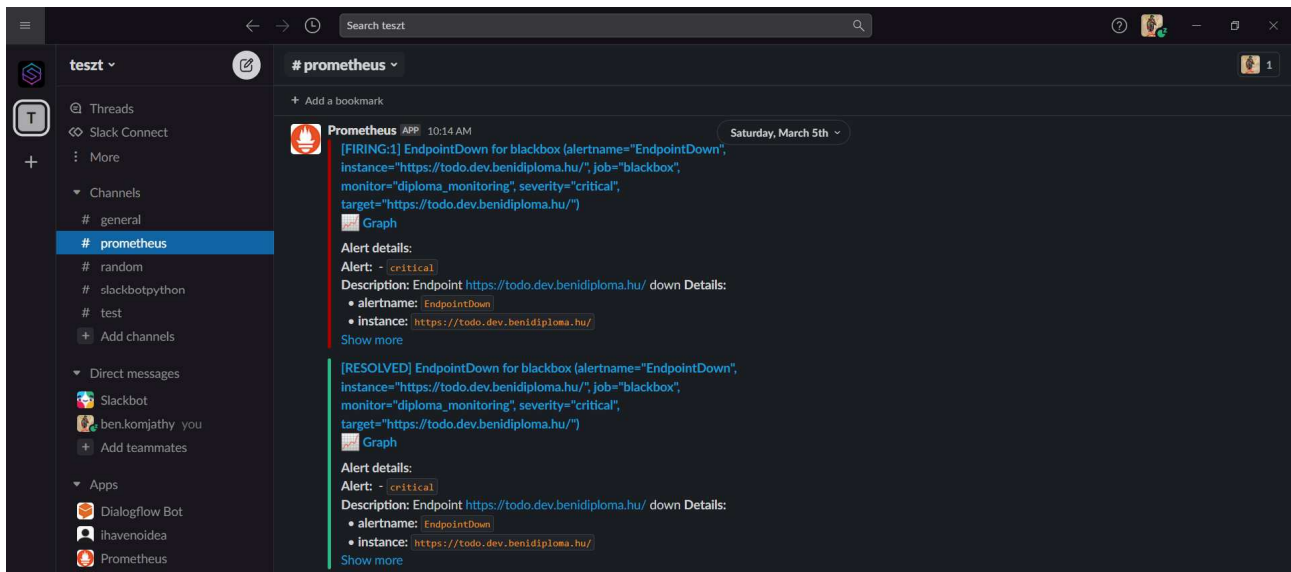 Search teszt
teszt
# prometheus
1
T
Threads
Slack Connect
More
Channels
# general
# prometheus
# random
# slackbotpython
# test
+ Add channels
Direct messages
Slackbot
ben.komjathy you
+ Add teammates
Apps
Dialogflow Bot
ihavenoidea
Prometheus
+ Add a bookmark
Prometheus APP 10:14 AM
Saturday, March 5th
[FIRING:1] EndpointDown for blackbox (alertname="EndpointDown",
instance="https://todo.dev.benidiploma.hu/", job="blackbox",
monitor="diploma_monitoring", severity="critical",
target="https://todo.dev.benidiploma.hu/")
Graph
Alert details:
Alert: - critical
Description: Endpoint https://todo.dev.benidiploma.hu/ down Details:
• alertname: EndpointDown
• instance: https://todo.dev.benidiploma.hu/
Show more
[RESOLVED] EndpointDown for blackbox (alertname="EndpointDown",
instance="https://todo.dev.benidiploma.hu/", job="blackbox",
monitor="diploma_monitoring", severity="critical",
target="https://todo.dev.benidiploma.hu/")
Graph
Alert details:
Alert: - critical
Description: Endpoint https://todo.dev.benidiploma.hu/ down Details:
• alertname: EndpointDown
• instance: https://todo.dev.benidiploma.hu/
Show more